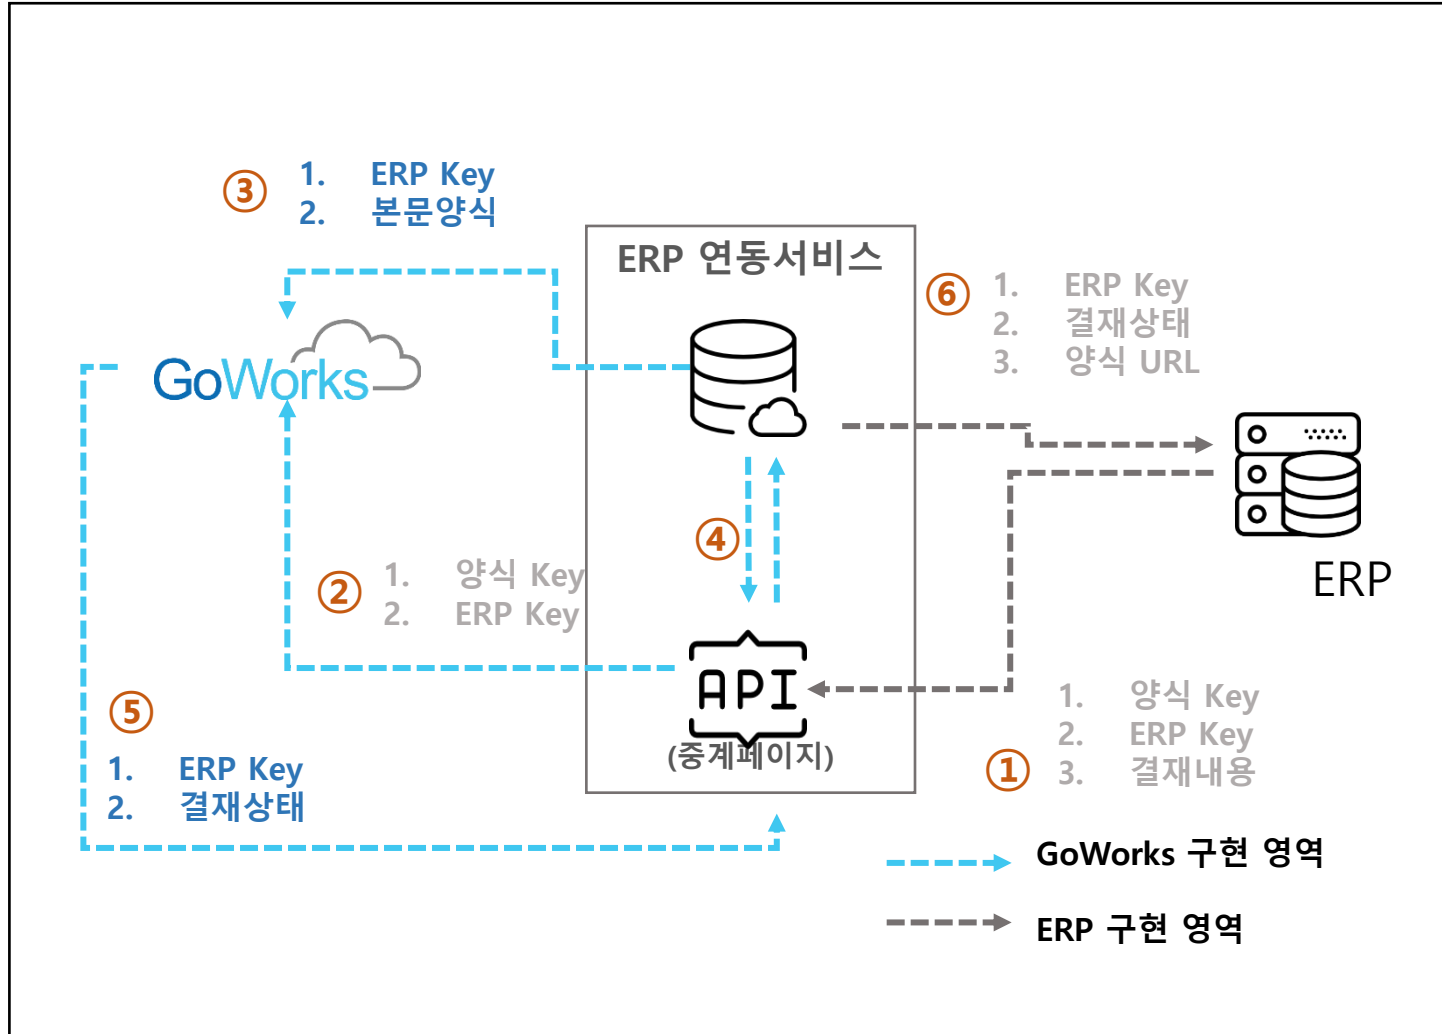 ③
1. ERP Key
2. 본문양식
ERP 연동서비스
⑥
1. ERP Key
2. 결재상태
3. 양식 URL
GoWorks
ERP
④
②
1. 양식 Key
2. ERP Key
API
(중계페이지)
①
1. 양식 Key
2. ERP Key
3. 결재내용
⑤
1. ERP Key
2. 결재상태
GoWorks 구현 영역
ERP 구현 영역